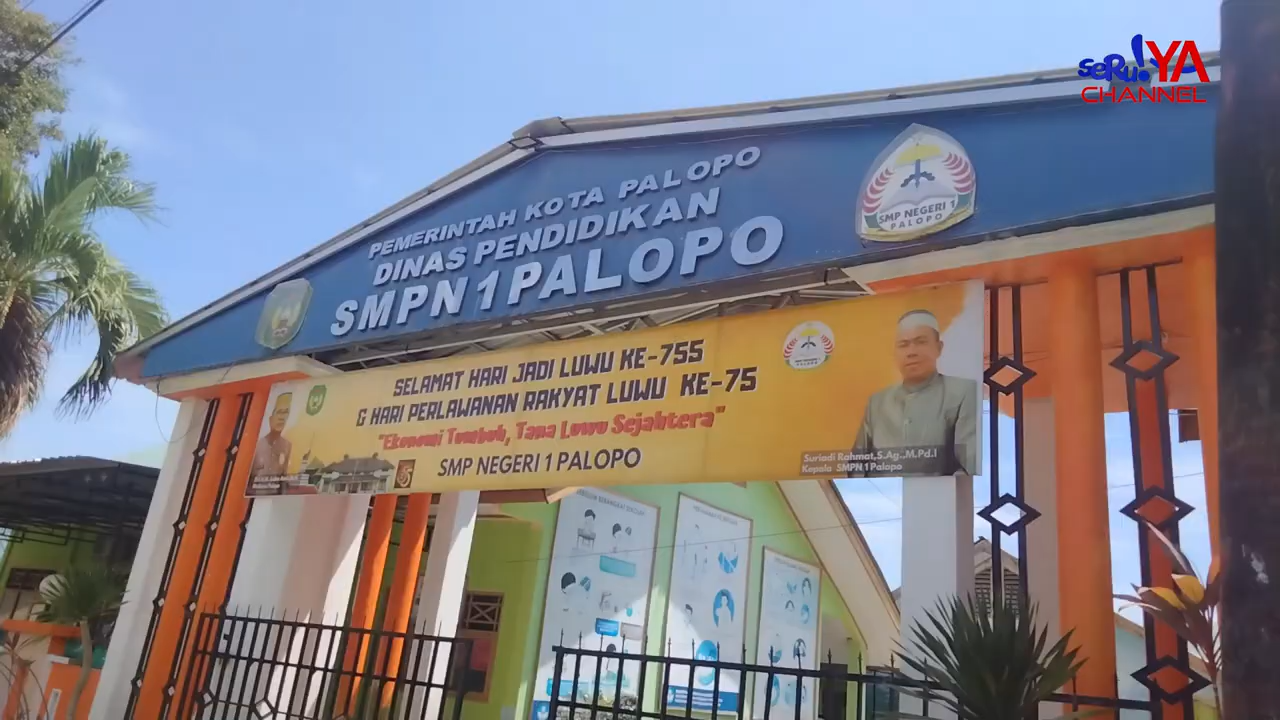 seRu!YA
CHANNEL
PEMERINTAH KOTA PALOPO
DINAS PENDIDIKAN
SMPN 1 PALOPO
SMP NEGERI 1
PALOPO
SELAMAT HARI JADI LUWU KE-755
& HARI PERLAWANAN RAKYAT LUWU KE-75
"Ekonomi Tumbuh, Tana Luwu Sejahtera"
SMP NEGERI 1 PALOPO
Suriadi Rahmat,S.Ag.,M.Pd.I
Kepala SMPN 1 Palopo